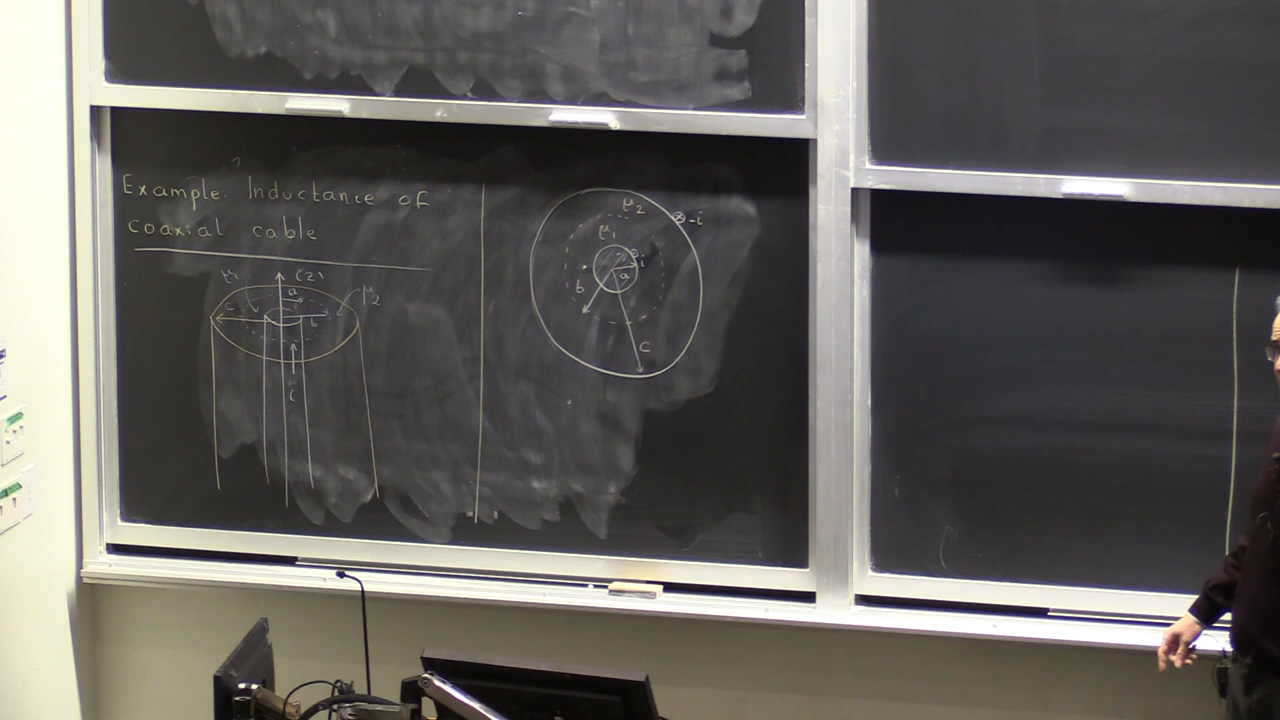 Example: Inductance of
coaxial cable
μ1
(z)
a
μ2
c
b
i
μ2
⊗ -i
μ1
i
a
b
c